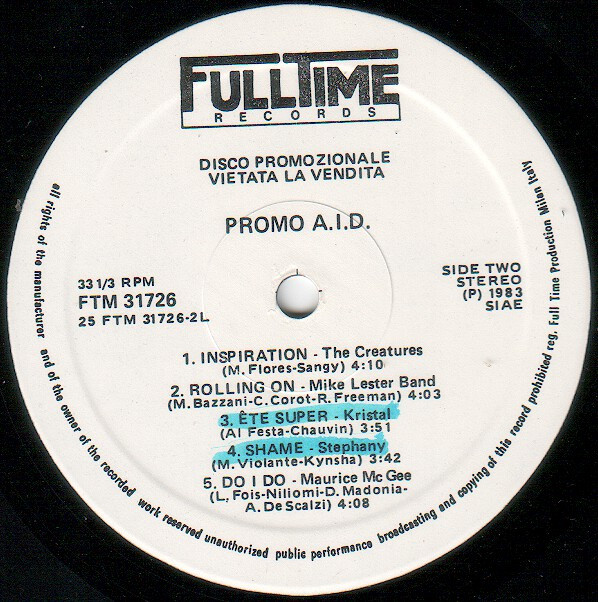 FULLTIME
RECORDS
DISCO PROMOZIONALE
VIETATA LA VENDITA
PROMO A.I.D.
33 1/3 RPM
FTM 31726
25 FTM 31726-2L
SIDE TWO
STEREO
(P) 1983
SIAE
1. INSPIRATION - The Creatures
(M. Flores-Sangy) 4:10
2. ROLLING ON - Mike Lester Band
(M. Bazzani-C. Corot-R. Freeman) 4:03
3. ÊTE SUPER - Kristal
(Al Festa-Chauvin) 3:51
4. SHAME - Stephany
(M. Violante-Kynsha) 3:42
5. DO I DO - Maurice Mc Gee
(L. Fois-Niliomi-D. Madonia-
A. De Scalzi) 4:08
all rights of the manufacturer and of the owner of the recorded work reserved unauthorized public performance broadcasting and copying of this record prohibited reg. Full Time Production Milan Italy